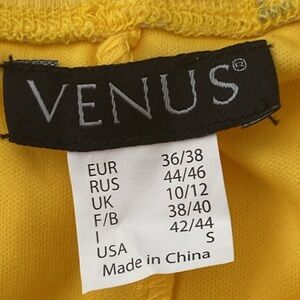 VENUS®
EUR 36/38
RUS 44/46
UK 10/12
F/B 38/40
I 42/44
USA S
Made in China